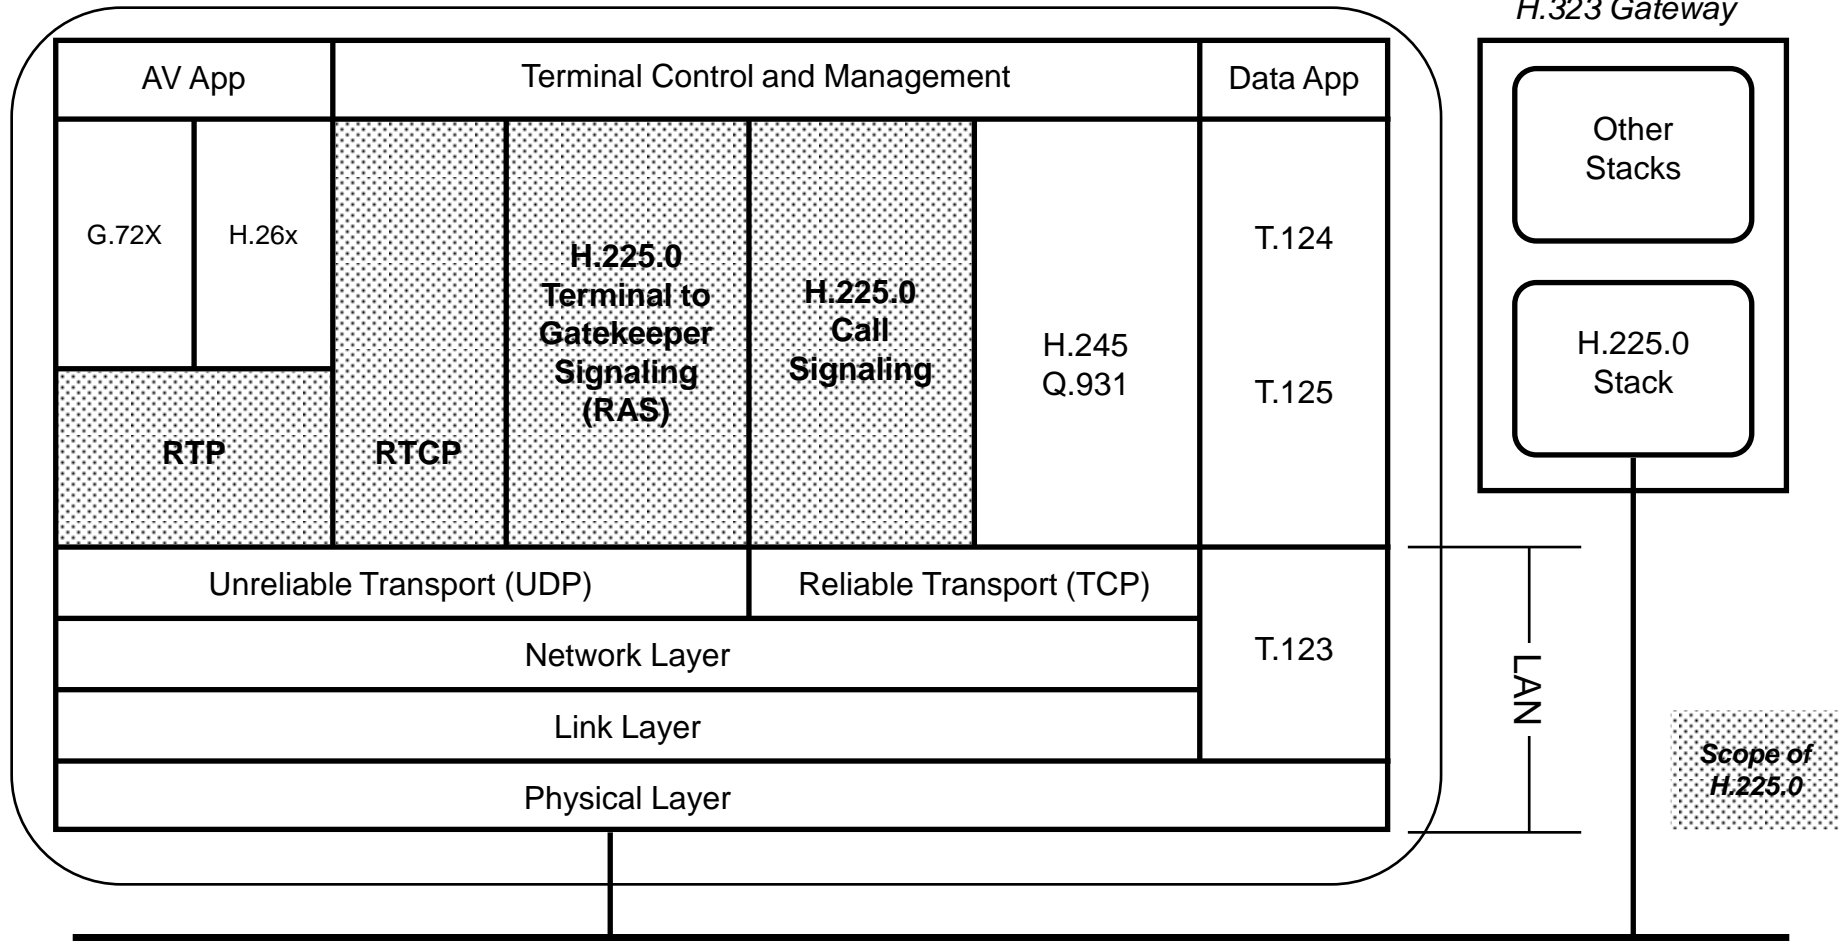 H.323 Gateway
AV App
Terminal Control and Management
Data App
G.72X
H.26x
RTP
RTCP
H.225.0
Terminal to
Gatekeeper
Signaling
(RAS)
H.225.0
Call
Signaling
H.245
Q.931
T.124
T.125
Other
Stacks
H.225.0
Stack
Unreliable Transport (UDP)
Reliable Transport (TCP)
Network Layer
T.123
Link Layer
Physical Layer
LAN
Scope of
H.225.0